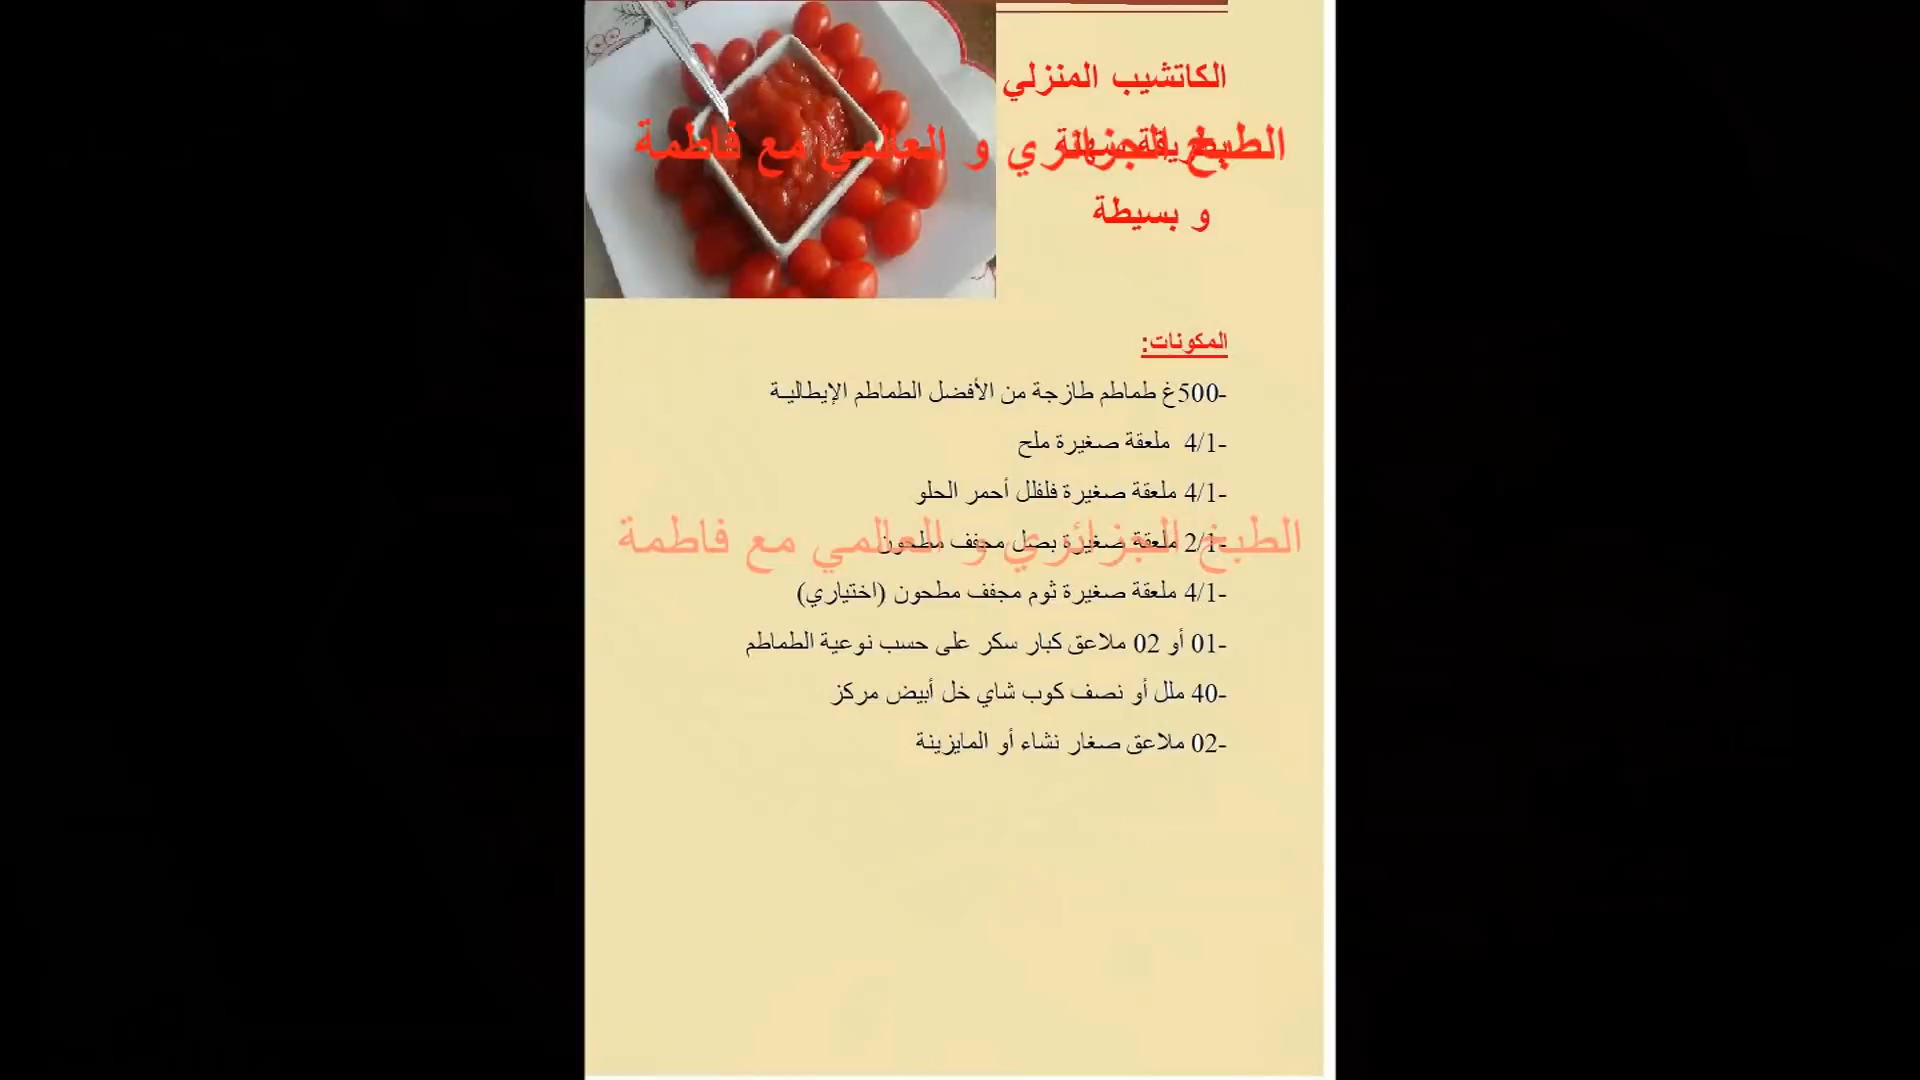 الكاتشيب المنزلي
الطبخ الجزائري و العالمي مع فاطمة
و بسيطة
المكونات:
-500غ طماطم طازجة من الأفضل الطماطم الإيطالية
-4/1 ملعقة صغيرة ملح
-4/1 ملعقة صغيرة فلفلل أحمر الحلو
الطبخ الجزائري و العالمي مع فاطمة
-2/1 ملعقة صغيرة بصل مجفف مطحون
-4/1 ملعقة صغيرة ثوم مجفف مطحون (اختياري)
-01 أو 02 ملاعق كبار سكر على حسب نوعية الطماطم
-40 ملل أو نصف كوب شاي خل أبيض مركز
-02 ملاعق صغار نشاء أو المايزينة